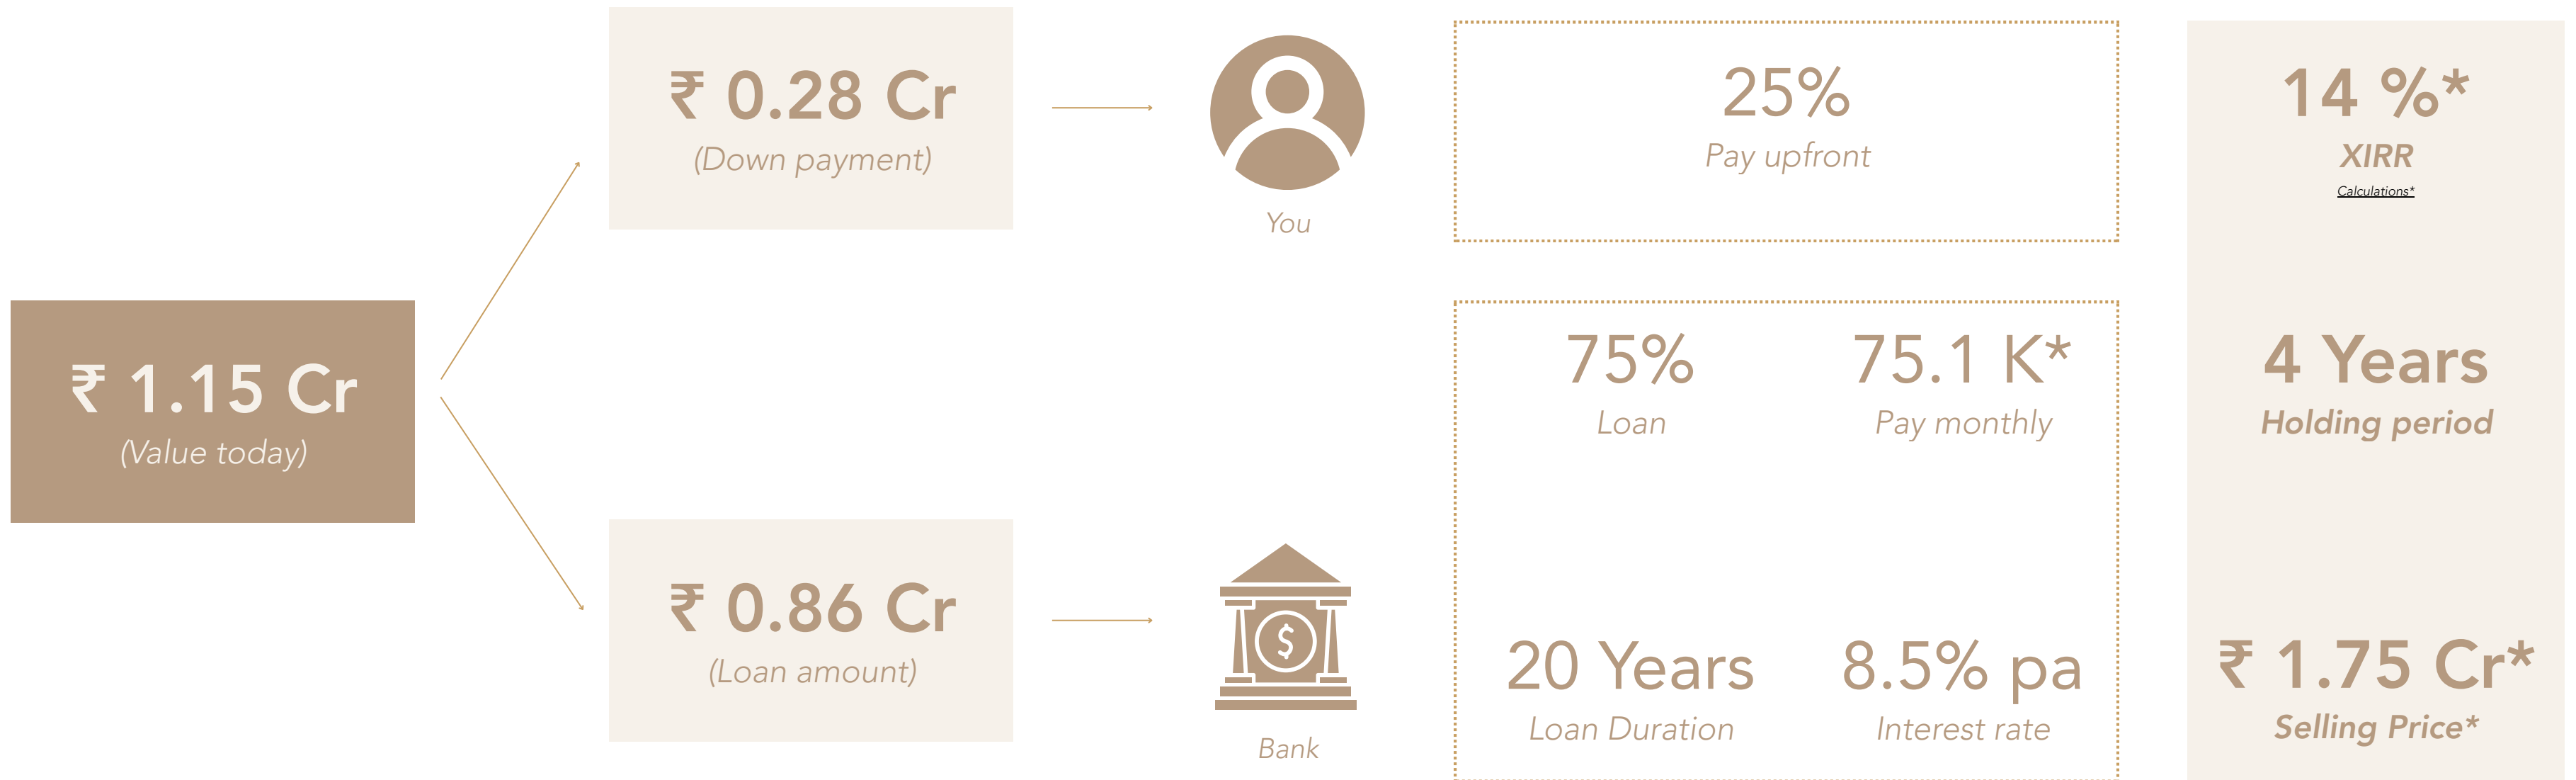 ₹ 1.15 Cr
(Value today)
₹ 0.28 Cr
(Down payment)
You
25%
Pay upfront
₹ 0.86 Cr
(Loan amount)
$
Bank
75%
Loan
75.1 K*
Pay monthly
20 Years
Loan Duration
8.5% pa
Interest rate
14 %*
XIRR
Calculations*
4 Years
Holding period
₹ 1.75 Cr*
Selling Price*